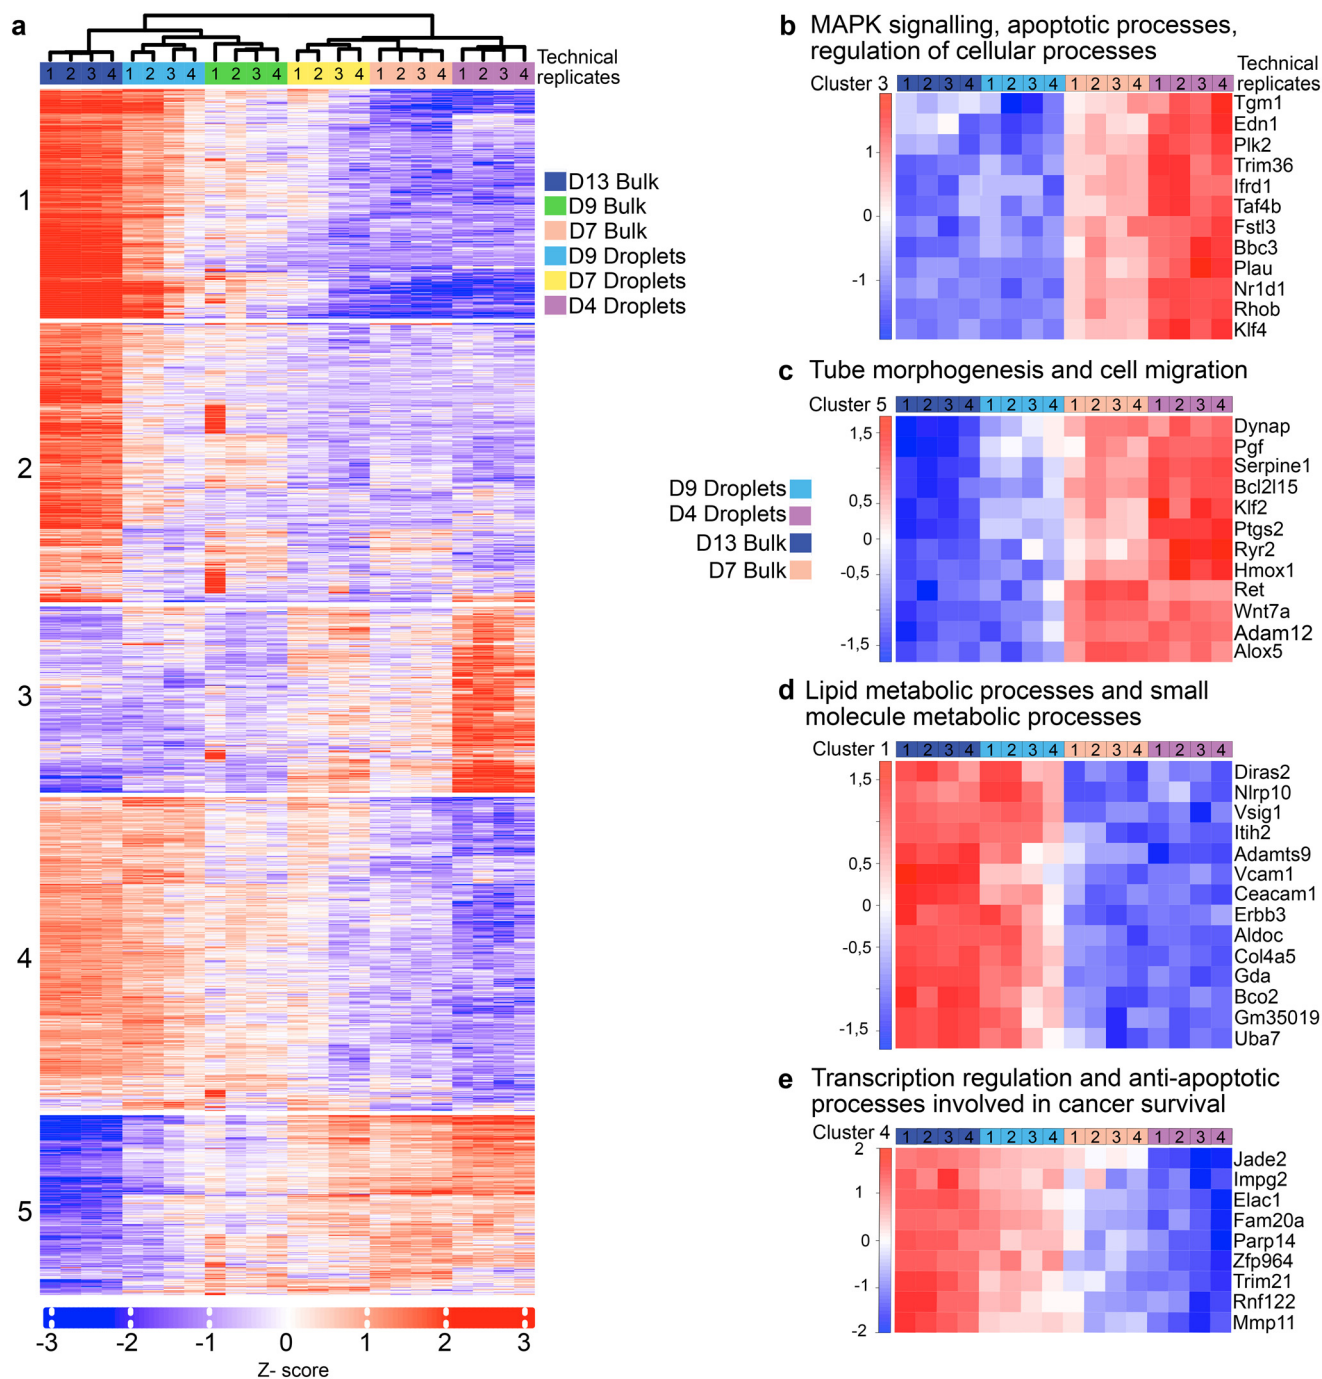 a
Technical
replicates
1 2 3 4 1 2 3 4 1 2 3 4 1 2 3 4 1 2 3 4 1 2 3 4
D13 Bulk
D9 Bulk
D7 Bulk
D9 Droplets
D7 Droplets
D4 Droplets
1
2
3
4
5
-3 -2 -1 0 1 2 3
Z- score
b MAPK signalling, apoptotic processes,
regulation of cellular processes
Technical
replicates
Cluster 3
1 2 3 4 1 2 3 4 1 2 3 4 1 2 3 4
1
0
-1
Tgm1
Edn1
Plk2
Trim36
Ifrd1
Taf4b
Fstl3
Bbc3
Plau
Nr1d1
Rhob
Klf4
c Tube morphogenesis and cell migration
Cluster 5
1 2 3 4 1 2 3 4 1 2 3 4 1 2 3 4
1,5
0,5
0
-0,5
-1,5
Dynap
Pgf
Serpine1
Bcl2l15
Klf2
Ptgs2
Ryr2
Hmox1
Ret
Wnt7a
Adam12
Alox5
D9 Droplets
D4 Droplets
D13 Bulk
D7 Bulk
d Lipid metabolic processes and small
molecule metabolic processes
Cluster 1
1 2 3 4 1 2 3 4 1 2 3 4 1 2 3 4
1,5
0,5
0
-0,5
-1,5
Diras2
Nlrp10
Vsig1
Itih2
Adamts9
Vcam1
Ceacam1
Erbb3
Aldoc
Col4a5
Gda
Bco2
Gm35019
Uba7
e Transcription regulation and anti-apoptotic
processes involved in cancer survival
Cluster 4
1 2 3 4 1 2 3 4 1 2 3 4 1 2 3 4
2
1
0
-1
-2
Jade2
Impg2
Elac1
Fam20a
Parp14
Zfp964
Trim21
Rnf122
Mmp11